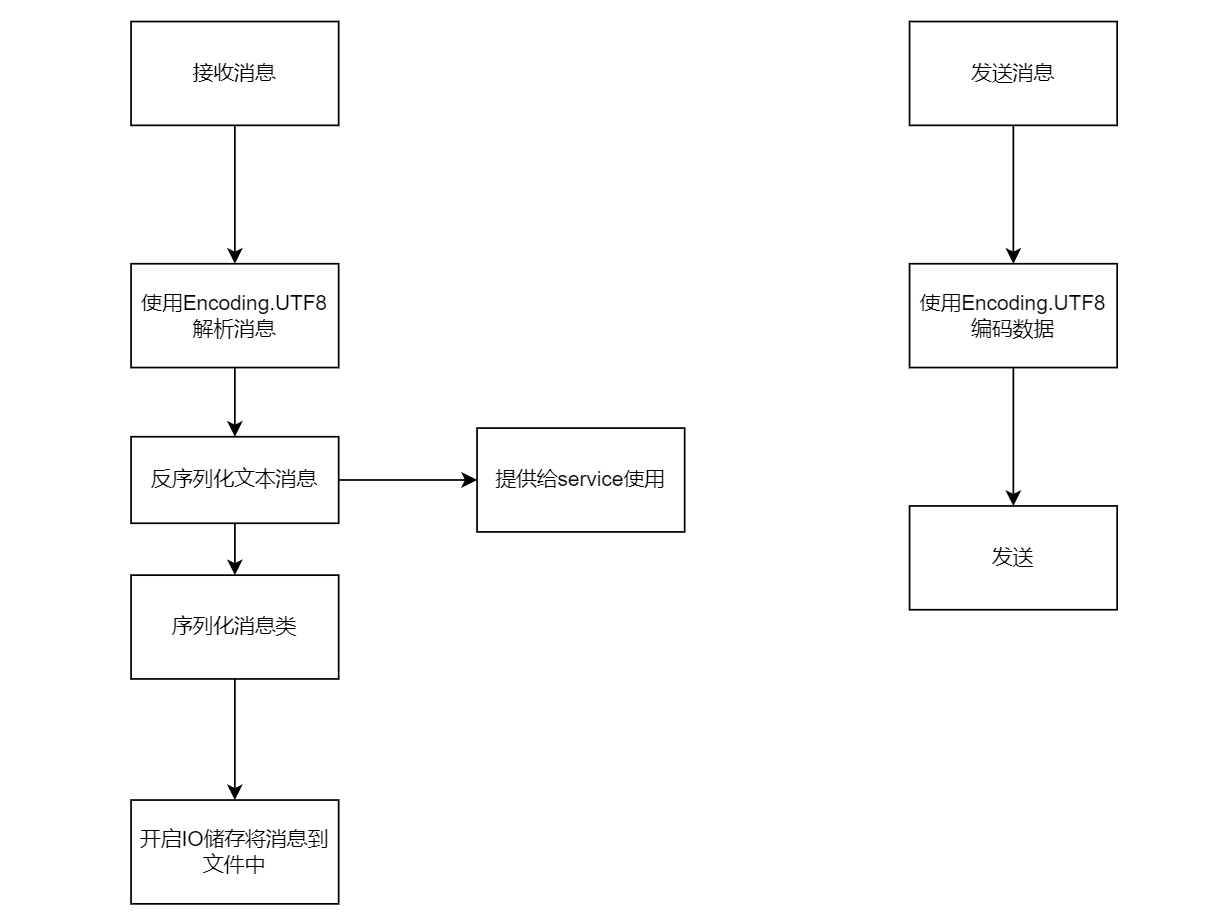 接收消息
发送消息
使用Encoding.UTF8
解析消息
使用Encoding.UTF8
编码数据
反序列化文本消息
提供给service使用
发送
序列化消息类
开启IO储存将消息到
文件中